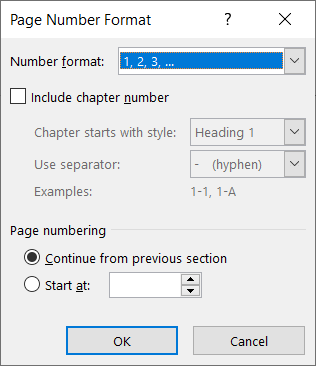 Page Number Format ? ×
Number format: 1, 2, 3, ...
Include chapter number
Chapter starts with style: Heading 1
Use separator: - (hyphen)
Examples: 1-1, 1-A
Page numbering
Continue from previous section
Start at:
OK Cancel